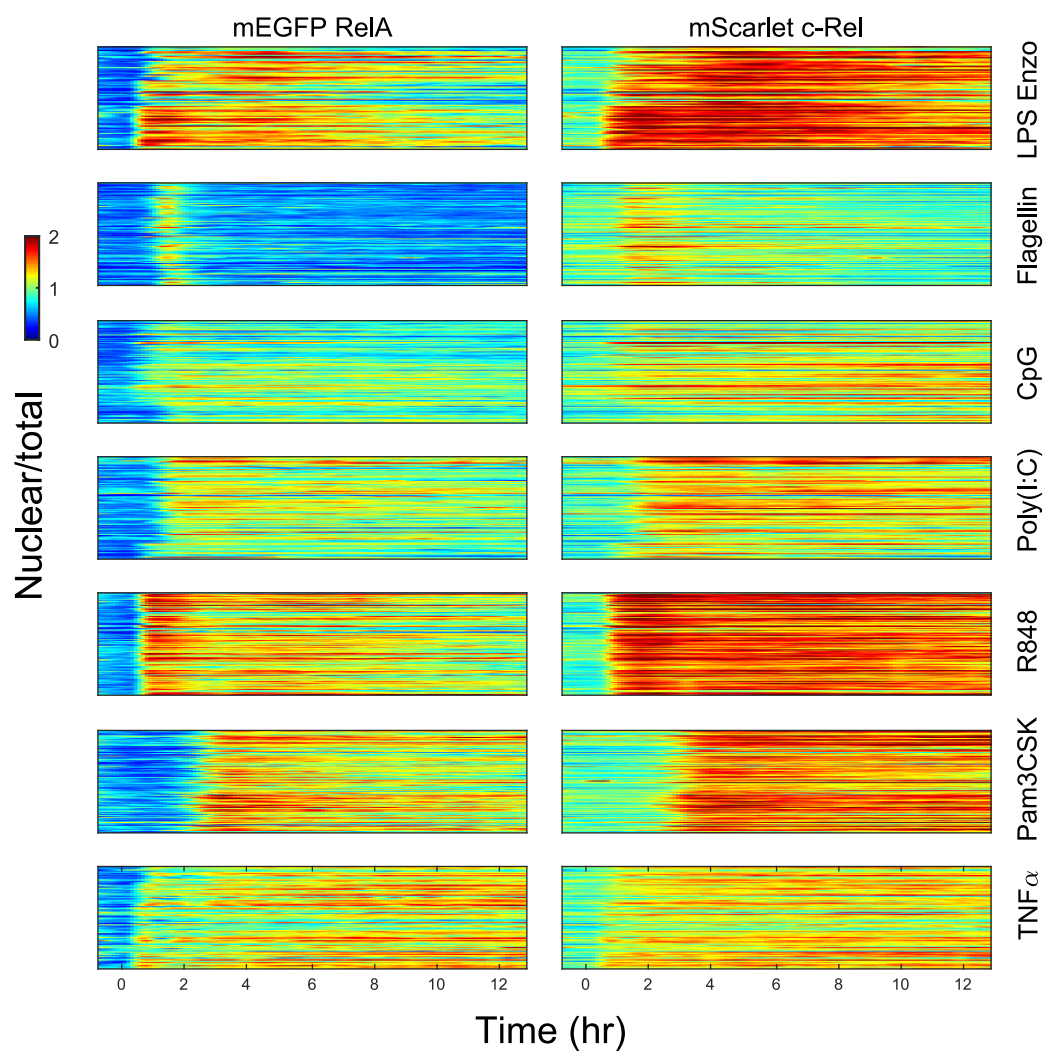 mEGFP RelA
mScarlet c-Rel
LPS Enzo
Flagellin
2
1
0
Nuclear/total
CpG
Poly(I:C)
R848
Pam3CSK
TNFα
0 2 4 6 8 10 12
0 2 4 6 8 10 12
Time (hr)